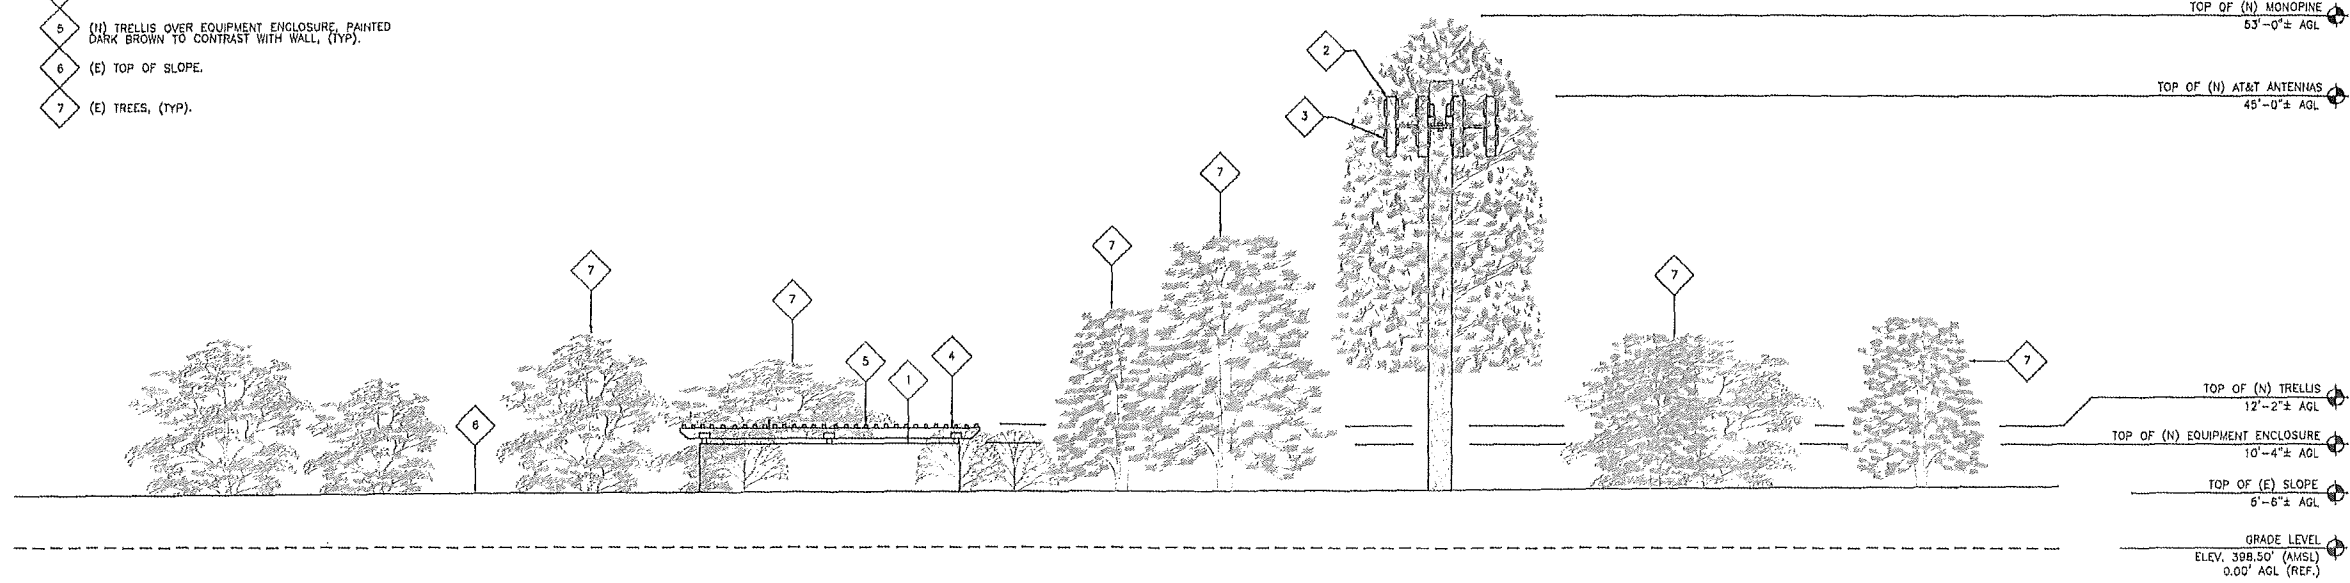 5 (N) TRELLIS OVER EQUIPMENT ENCLOSURE, PAINTED
DARK BROWN TO CONTRAST WITH WALL, (TYP).
6 (E) TOP OF SLOPE.
7 (E) TREES, (TYP).
TOP OF (N) MONOPINE
53'-0"± AGL
2
TOP OF (N) AT&T ANTENNAS
45'-0"± AGL
3
7
7
7
7
7
5
1
4
7
6
TOP OF (N) TRELLIS
12'-2"± AGL
TOP OF (N) EQUIPMENT ENCLOSURE
10'-4"± AGL
TOP OF (E) SLOPE
6'-6"± AGL
GRADE LEVEL
ELEV. 398.50' (AMSL)
0.00' AGL (REF.)